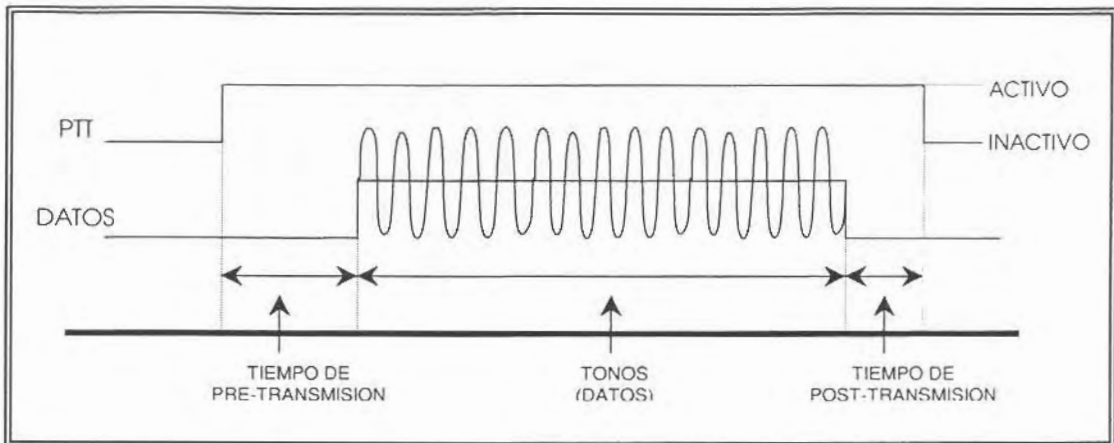 ACTIVO
PTT
INACTIVO
DATOS
TIEMPO DE
PRE-TRANSMISION
TONOS
(DATOS)
TIEMPO DE
POST-TRANSMISION